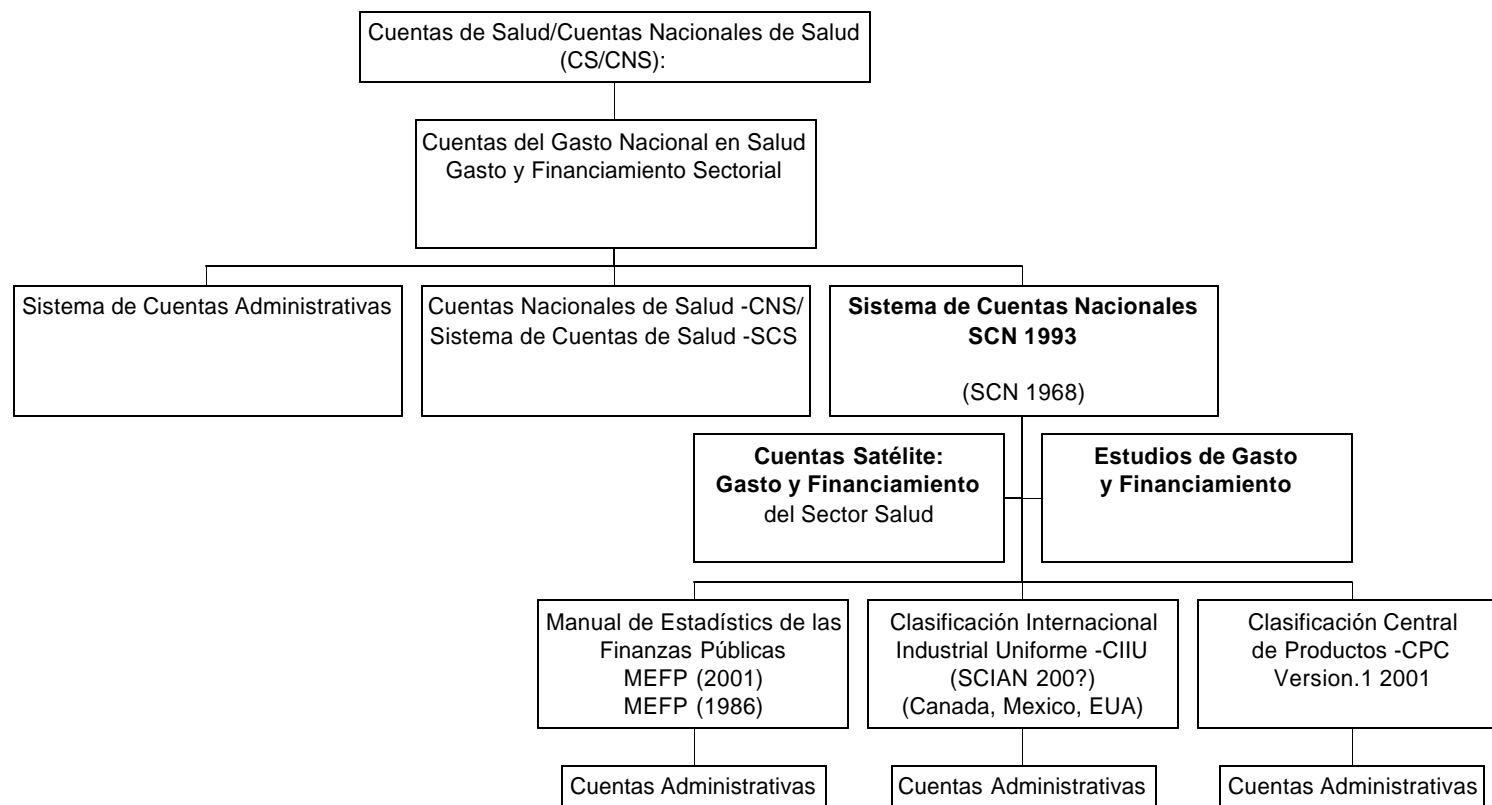 Cuentas de Salud/Cuentas Nacionales de Salud
(CS/CNS):
Cuentas del Gasto Nacional en Salud
Gasto y Financiamiento Sectorial
Sistema de Cuentas Administrativas
Cuentas Nacionales de Salud -CNS/
Sistema de Cuentas de Salud -SCS
Sistema de Cuentas Nacionales
SCN 1993
(SCN 1968)
Cuentas Satélite:
Gasto y Financiamiento
del Sector Salud
Estudios de Gasto
y Financiamiento
Manual de Estadístics de las
Finanzas Públicas
MEFP (2001)
MEFP (1986)
Clasificación Internacional
Industrial Uniforme -CIIU
(SCIAN 200?)
(Canada, Mexico, EUA)
Clasificación Central
de Productos -CPC
Version.1 2001
Cuentas Administrativas
Cuentas Administrativas
Cuentas Administrativas